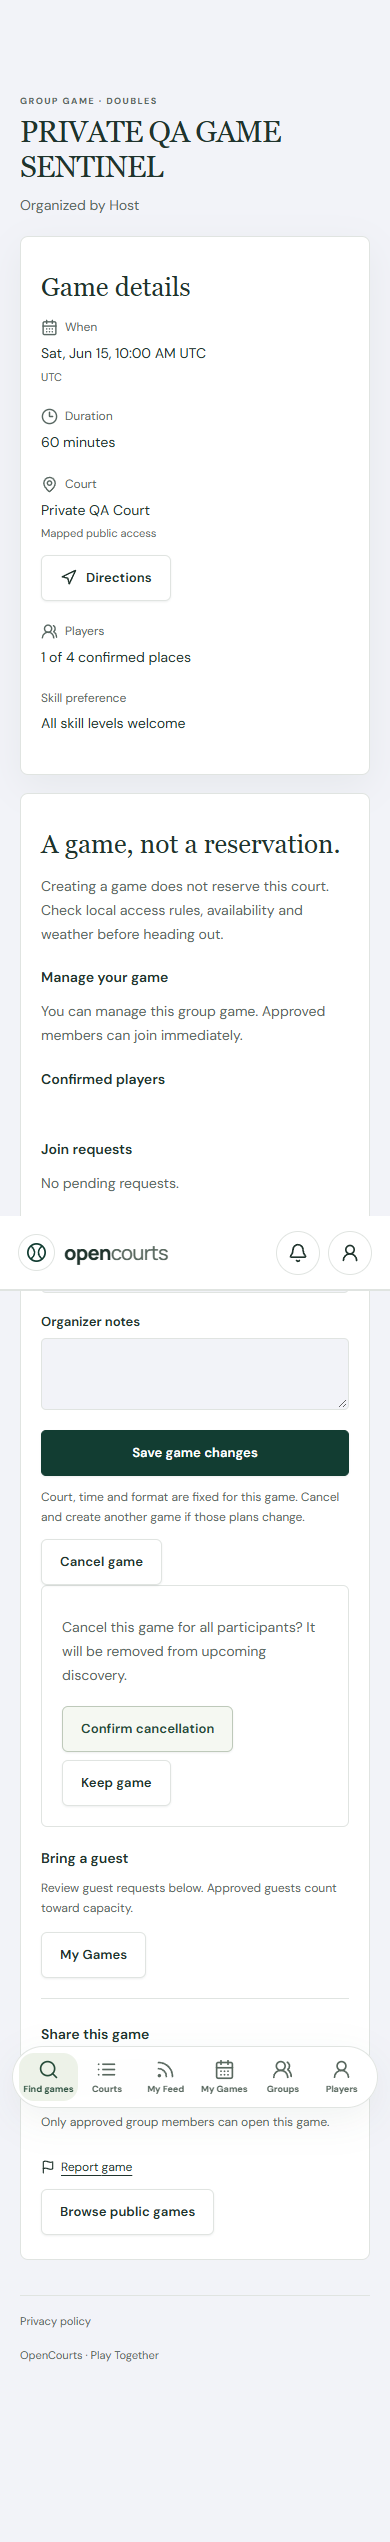 GROUP GAME · DOUBLES
PRIVATE QA GAME
SENTINEL
Organized by Host
Game details
When
Sat, Jun 15, 10:00 AM UTC
UTC
Duration
60 minutes
Court
Private QA Court
Mapped public access
Directions
Players
1 of 4 confirmed places
Skill preference
All skill levels welcome
A game, not a reservation.
Creating a game does not reserve this court.
Check local access rules, availability and
weather before heading out.
Manage your game
You can manage this group game. Approved
members can join immediately.
Confirmed players
Join requests
No pending requests.
opencourts
Organizer notes
Save game changes
Court, time and format are fixed for this game. Cancel
and create another game if those plans change.
Cancel game
Cancel this game for all participants? It
will be removed from upcoming
discovery.
Confirm cancellation
Keep game
Bring a guest
Review guest requests below. Approved guests count
toward capacity.
My Games
Share this game
Find games
Courts
My Feed
My Games
Groups
Players
Only approved group members can open this game.
Report game
Browse public games
Privacy policy
OpenCourts · Play Together